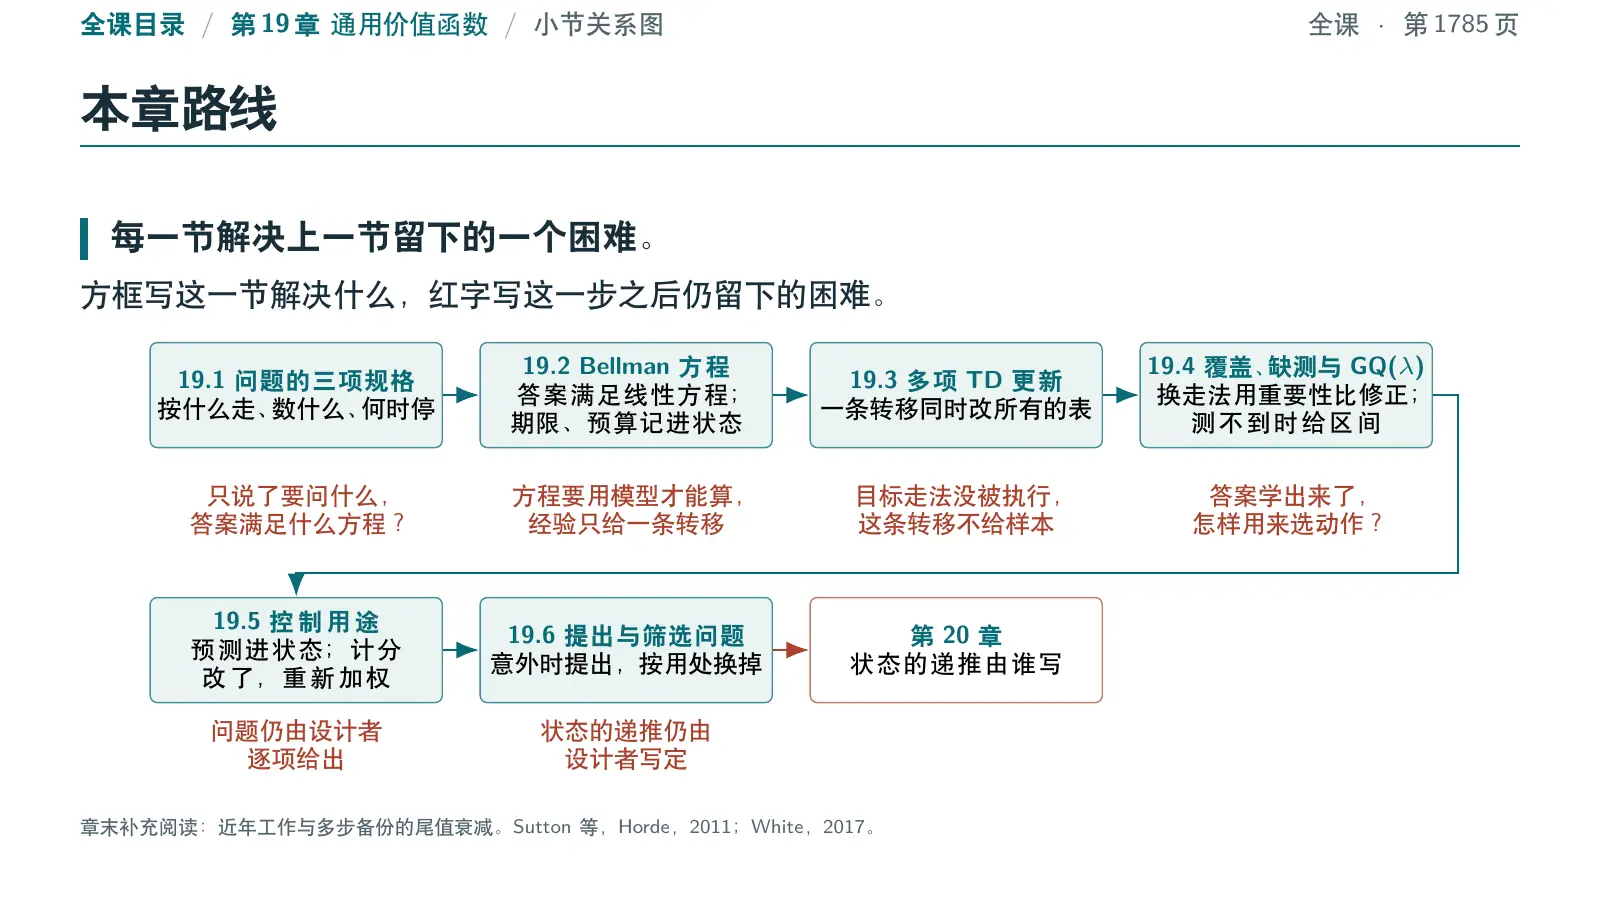 全课目录 / 第 19 章 通用价值函数 / 小节关系图
全课 · 第 1785 页
本章路线
每一节解决上一节留下的一个困难。
方框写这一节解决什么，红字写这一步之后仍留下的困难。
19.1 问题的三项规格
按什么走、数什么、何时停
19.2 Bellman 方程
答案满足线性方程；
期限、预算记进状态
19.3 多项 TD 更新
一条转移同时改所有的表
19.4 覆盖、缺测与 GQ(λ)
换走法用重要性比修正；
测不到时给区间
只说了要问什么，
答案满足什么方程？
方程要用模型才能算，
经验只给一条转移
目标走法没被执行，
这条转移不给样本
答案学出来了，
怎样用来选动作？
19.5 控制用途
预测进状态；计分
改了，重新加权
19.6 提出与筛选问题
意外时提出，按用处换掉
第 20 章
状态的递推由谁写
问题仍由设计者
逐项给出
状态的递推仍由
设计者写定
章末补充阅读：近年工作与多步备份的尾值衰减。Sutton 等，Horde，2011；White，2017。